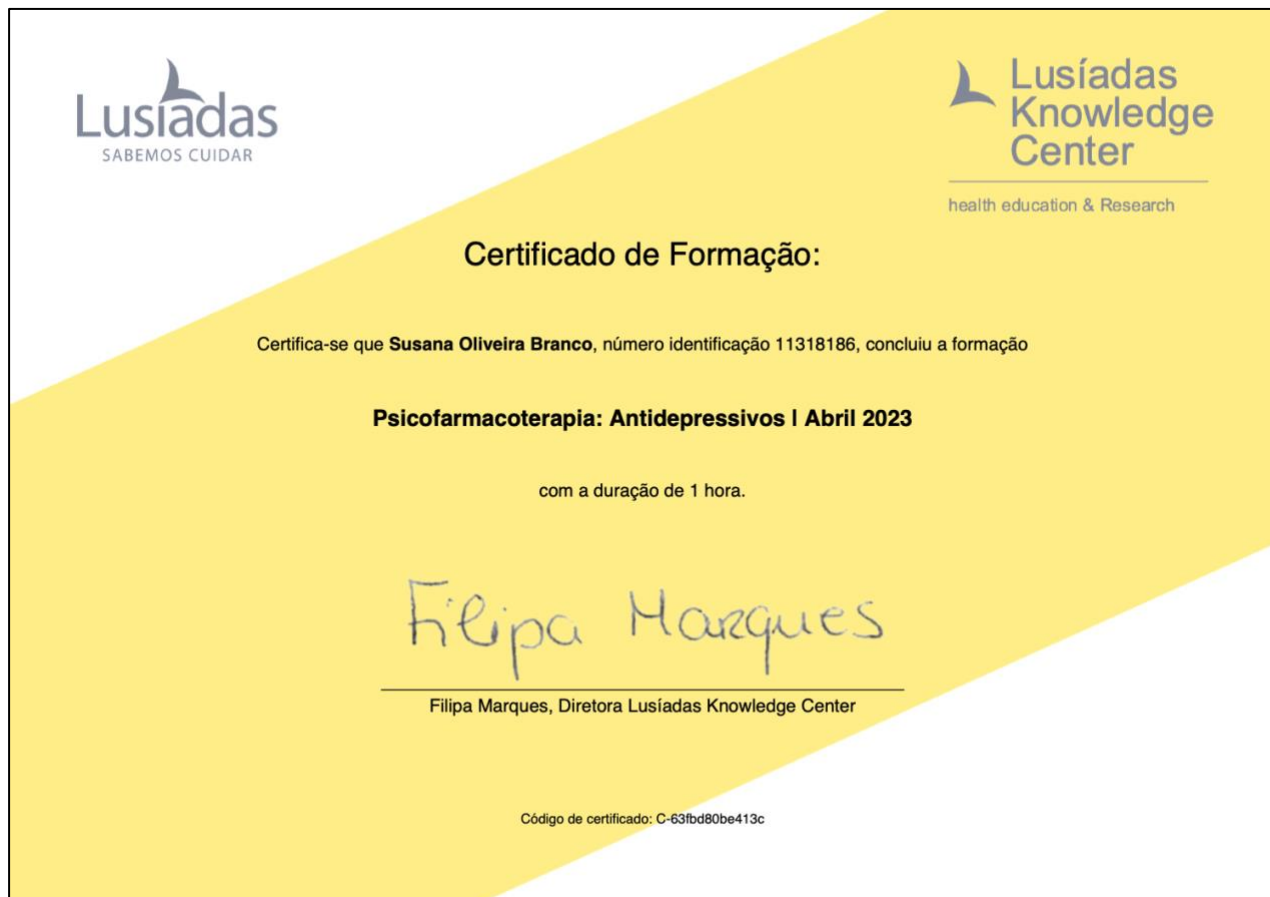 Lusíadas
SABEMOS CUIDAR
Lusíadas
Knowledge
Center
health education & Research
Certificado de Formação:
Certifica-se que Susana Oliveira Branco, número identificação 11318186, concluiu a formação
Psicofarmacoterapia: Antidepressivos | Abril 2023
com a duração de 1 hora.
Filipa Marques
Filipa Marques, Diretora Lusíadas Knowledge Center
Código de certificado: C-63fbd80be413c